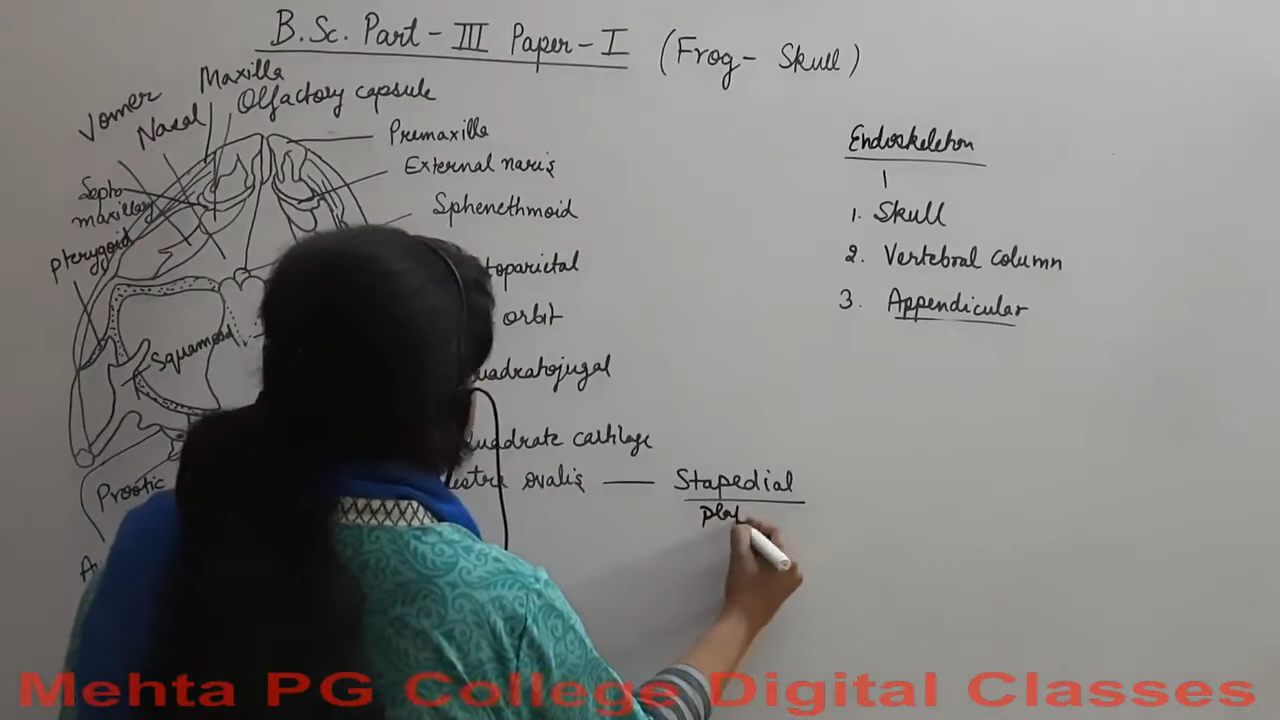 B.Sc. Part - III Paper - I (Frog - Skull)
Maxilla
Vomer
Nasal
Olfactory capsule
Premaxilla
External naris
Septo
maxillary
Sphenethmoid
pterygoid
toparietal
orbit
Squamosal
uadratojugal
uadrate cartilage
ovalis — Stapedial
Prootic
Endoskeleton
1. Skull
2. Vertebral column
3. Appendicular
Mehta PG College Digital Classes